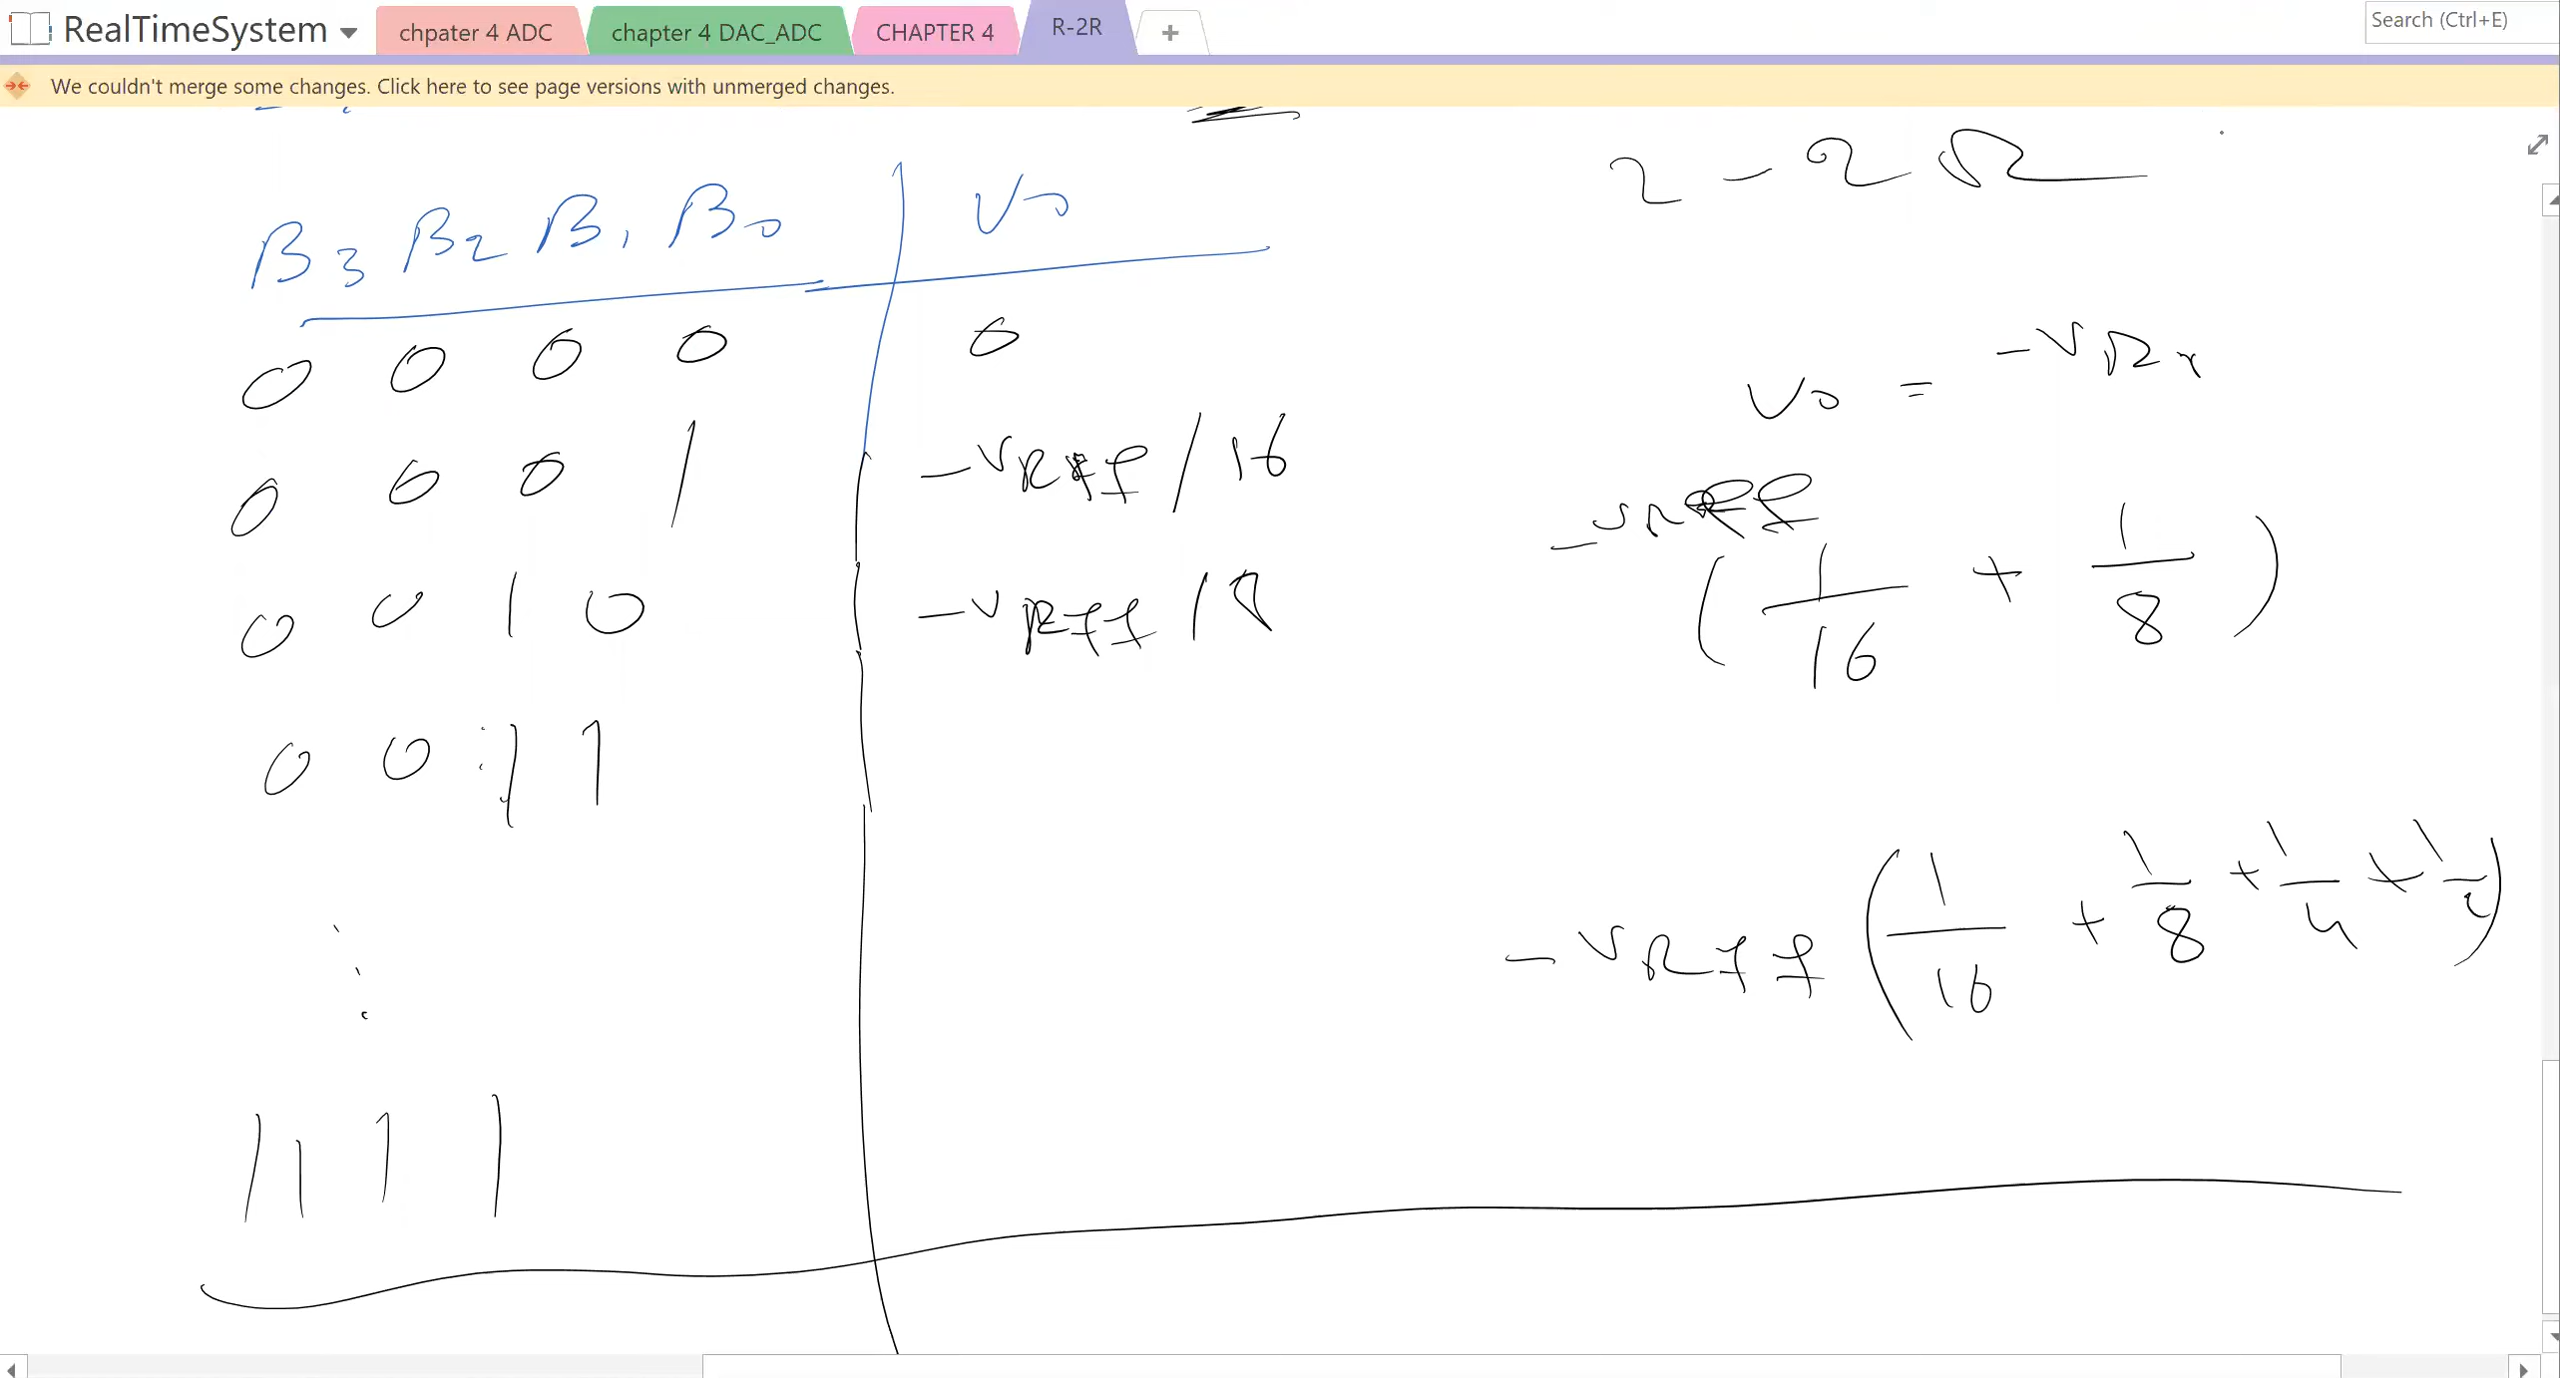 RealTimeSystem
chpater 4 ADC
chapter 4 DAC_ADC
CHAPTER 4
R-2R
+
Search (Ctrl+E)
We couldn't merge some changes. Click here to see page versions with unmerged changes.
B3 B2 B1 B0 | V0
0 0 0 0 0
0 0 0 1 -VRef/16
0 0 1 0 -VRef/8
0 0 1 1
⋮
1 1 1 1
2 - 2R
V0 = -VR
-VRef
(1/16 + 1/8)
-VRef (1/16 + 1/8 + 1/4 + 1/2)